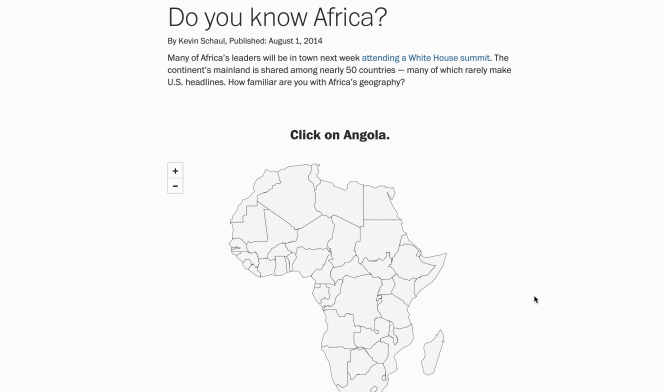 Do you know Africa?
By Kevin Schaul, Published: August 1, 2014
Many of Africa's leaders will be in town next week attending a White House summit. The
continent's mainland is shared among nearly 50 countries — many of which rarely make
U.S. headlines. How familiar are you with Africa's geography?
Click on Angola.
+
−